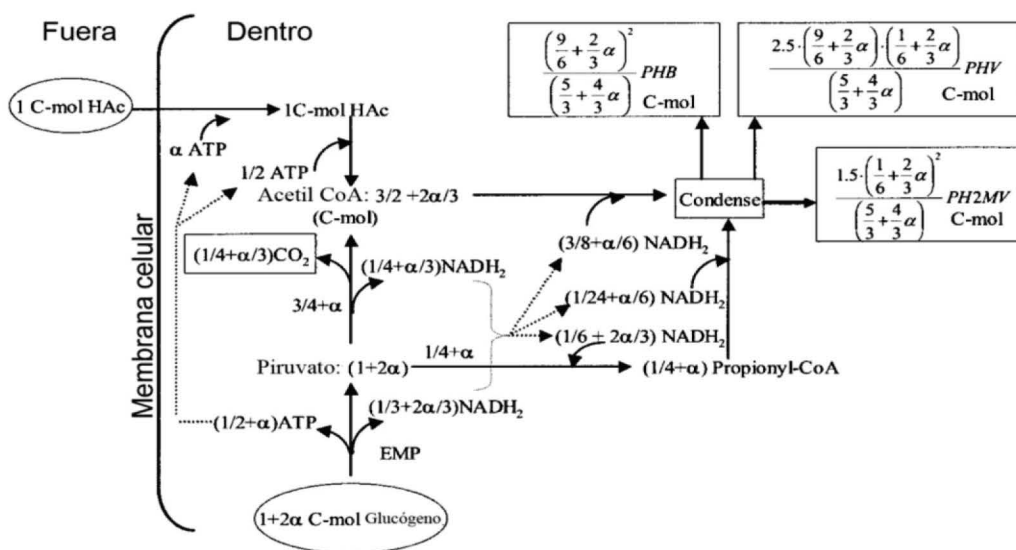 Fuera
Dentro
Membrana celular
1 C-mol HAc
1C-mol HAc
α ATP
1/2 ATP
Acetil CoA: 3/2 +2α/3
(C-mol)
(1/4+α/3)CO₂
(1/4+α/3)NADH₂
3/4+α
Piruvato: (1+2α)
1/4+α
(1/2+α)ATP
(1/3+2α/3)NADH₂
EMP
1+2α C-mol Glucógeno
(3/8+α/6) NADH₂
(1/24+α/6) NADH₂
(1/6 + 2α/3) NADH₂
(1/4+α) Propionyl-CoA
Condense
(9/6 + 2/3 α)² / (5/3 + 4/3 α) PHB
C-mol
2.5·(9/6 + 2/3 α)·(1/6 + 2/3 α) / (5/3 + 4/3 α) PHV
C-mol
1.5·(1/6 + 2/3 α)² / (5/3 + 4/3 α) PH2MV
C-mol